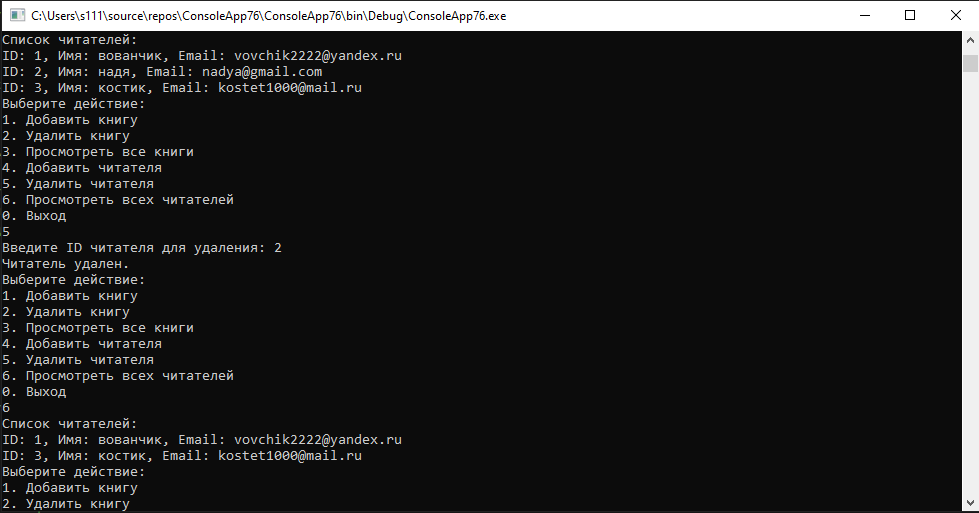 C:\Users\s111\source\repos\ConsoleApp76\ConsoleApp76\bin\Debug\ConsoleApp76.exe
Список читателей:
ID: 1, Имя: вованчик, Email: vovchik2222@yandex.ru
ID: 2, Имя: надя, Email: nadya@gmail.com
ID: 3, Имя: костик, Email: kostet1000@mail.ru
Выберите действие:
1. Добавить книгу
2. Удалить книгу
3. Просмотреть все книги
4. Добавить читателя
5. Удалить читателя
6. Просмотреть всех читателей
0. Выход
5
Введите ID читателя для удаления: 2
Читатель удален.
Выберите действие:
1. Добавить книгу
2. Удалить книгу
3. Просмотреть все книги
4. Добавить читателя
5. Удалить читателя
6. Просмотреть всех читателей
0. Выход
6
Список читателей:
ID: 1, Имя: вованчик, Email: vovchik2222@yandex.ru
ID: 3, Имя: костик, Email: kostet1000@mail.ru
Выберите действие:
1. Добавить книгу
2. Удалить книгу